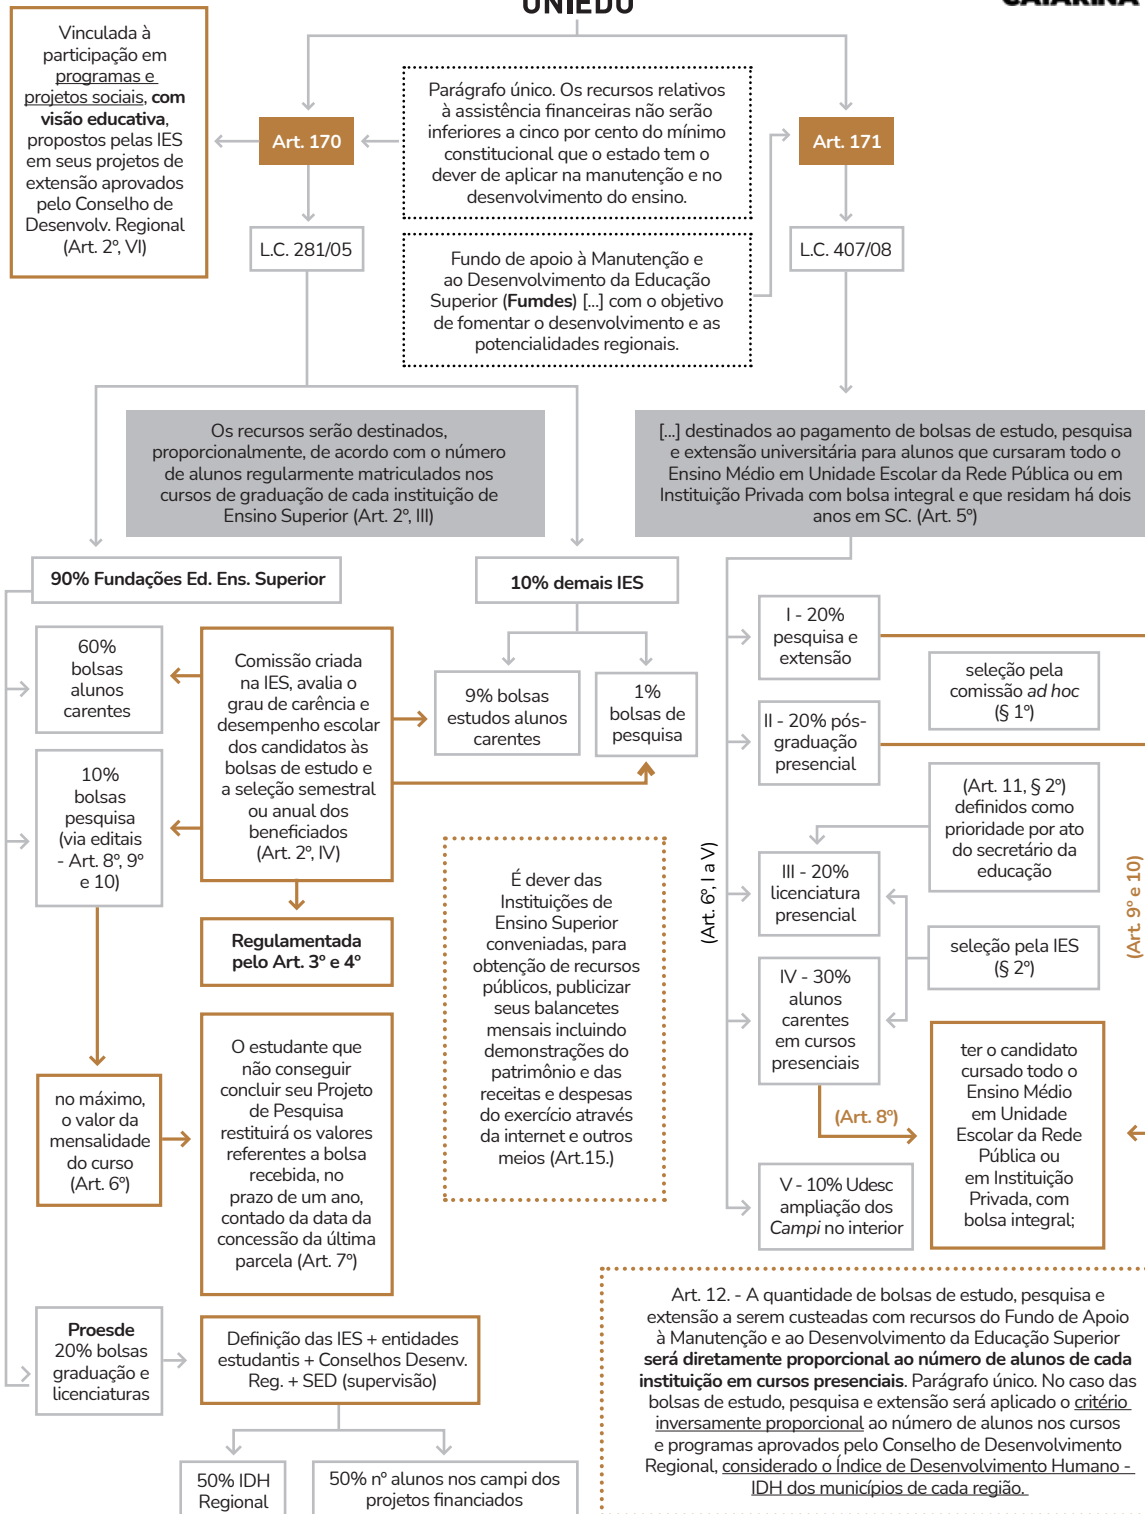 UNIEDU
CATARINA
Vinculada à
participação em
programas e
projetos sociais, com
visão educativa,
propostos pelas IES
em seus projetos de
extensão aprovados
pelo Conselho de
Desenvolv. Regional
(Art. 2º, VI)
Art. 170
Parágrafo único. Os recursos relativos
à assistência financeiras não serão
inferiores a cinco por cento do mínimo
constitucional que o estado tem o
dever de aplicar na manutenção e no
desenvolvimento do ensino.
Art. 171
L.C. 281/05
Fundo de apoio à Manutenção e
ao Desenvolvimento da Educação
Superior (Fumdes) [...] com o objetivo
de fomentar o desenvolvimento e as
potencialidades regionais.
L.C. 407/08
Os recursos serão destinados,
proporcionalmente, de acordo com o número
de alunos regularmente matriculados nos
cursos de graduação de cada instituição de
Ensino Superior (Art. 2º, III)
[...] destinados ao pagamento de bolsas de estudo, pesquisa
e extensão universitária para alunos que cursaram todo o
Ensino Médio em Unidade Escolar da Rede Pública ou em
Instituição Privada com bolsa integral e que residam há dois
anos em SC. (Art. 5º)
90% Fundações Ed. Ens. Superior
10% demais IES
60%
bolsas
alunos
carentes
10%
bolsas
pesquisa
(via editais
- Art. 8º, 9º
e 10)
Comissão criada
na IES, avalia o
grau de carência e
desempenho escolar
dos candidatos às
bolsas de estudo e
a seleção semestral
ou anual dos
beneficiados
(Art. 2º, IV)
9% bolsas
estudos alunos
carentes
1%
bolsas de
pesquisa
Regulamentada
pelo Art. 3º e 4º
no máximo,
o valor da
mensalidade
do curso
(Art. 6º)
O estudante que
não conseguir
concluir seu Projeto
de Pesquisa
restituirá os valores
referentes a bolsa
recebida, no
prazo de um ano,
contado da data da
concessão da última
parcela (Art. 7º)
É dever das
Instituições de
Ensino Superior
conveniadas, para
obtenção de recursos
públicos, publicizar
seus balancetes
mensais incluindo
demonstrações do
patrimônio e das
receitas e despesas
do exercício através
da internet e outros
meios (Art.15.)
(Art. 6º, I a V)
I - 20%
pesquisa e
extensão
II - 20% pós-
graduação
presencial
III - 20%
licenciatura
presencial
IV - 30%
alunos
carentes
em cursos
presenciais
V - 10% Udesc
ampliação dos
Campi no interior
seleção pela
comissão ad hoc
(§ 1º)
(Art. 11, § 2º)
definidos como
prioridade por ato
do secretário da
educação
seleção pela IES
(§ 2º)
(Art. 9º e 10)
(Art. 8º)
ter o candidato
cursado todo o
Ensino Médio
em Unidade
Escolar da Rede
Pública ou
em Instituição
Privada, com
bolsa integral;
Proesde
20% bolsas
graduação e
licenciaturas
Definição das IES + entidades
estudantis + Conselhos Desenv.
Reg. + SED (supervisão)
50% IDH
Regional
50% nº alunos nos campi dos
projetos financiados
Art. 12. - A quantidade de bolsas de estudo, pesquisa e
extensão a serem custeadas com recursos do Fundo de Apoio
à Manutenção e ao Desenvolvimento da Educação Superior
será diretamente proporcional ao número de alunos de cada
instituição em cursos presenciais. Parágrafo único. No caso das
bolsas de estudo, pesquisa e extensão será aplicado o critério
inversamente proporcional ao número de alunos nos cursos
e programas aprovados pelo Conselho de Desenvolvimento
Regional, considerado o Índice de Desenvolvimento Humano -
IDH dos municípios de cada região.